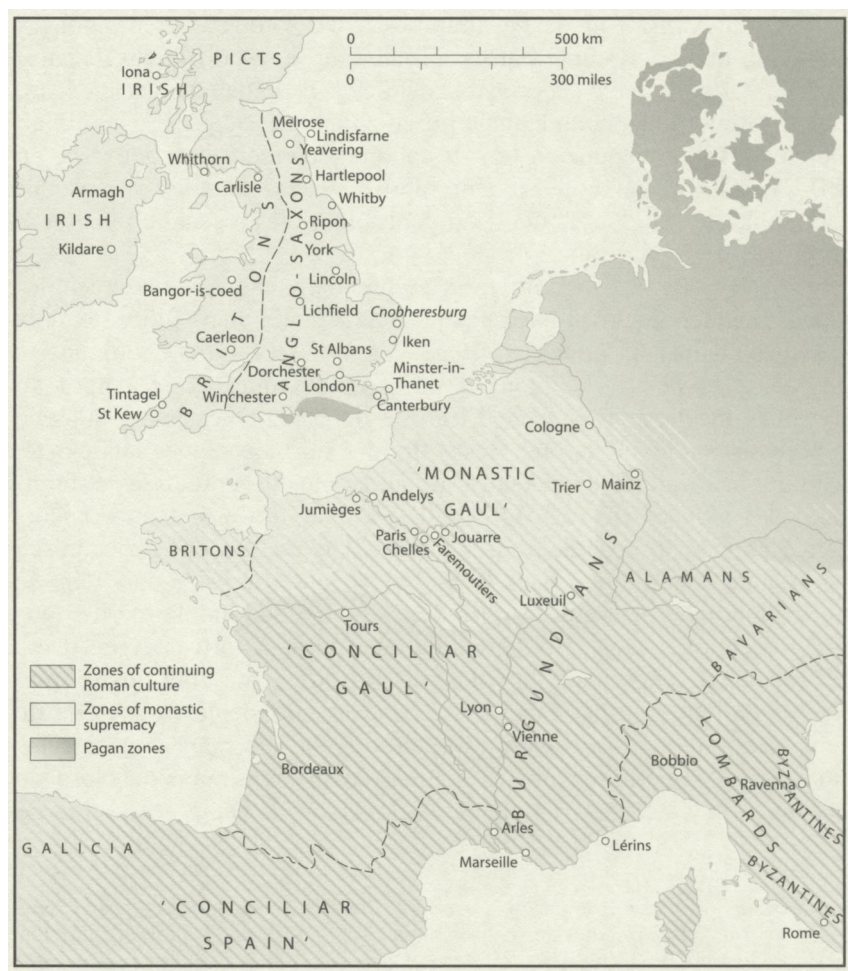 0 500 km
0 300 miles
PICTS
Iona
IRISH
Melrose
Lindisfarne
Yeavering
Whithorn
Carlisle
Hartlepool
Armagh
Whitby
IRISH
Ripon
York
Kildare
ANGLO-SAXONS
BRITONS
Lincoln
Bangor-is-coed
Lichfield
Cnobheresburg
Caerleon
Iken
St Albans
Dorchester
London
Minster-in-
Thanet
Winchester
Canterbury
Tintagel
St Kew
Cologne
'MONASTIC
GAUL'
Trier
Mainz
Andelys
Jumièges
Paris
Chelles
Jouarre
Faremoutiers
BRITONS
ALAMANS
Luxeuil
BAVARIANS
Tours
'CONCILIAR
GAUL'
BURGUNDIANS
Zones of continuing
Roman culture
Zones of monastic
supremacy
Pagan zones
Lyon
Vienne
Bordeaux
Bobbio
LOMBARDS
Ravenna
BYZANTINES
Arles
Marseille
Lérins
BYZANTINES
Rome
GALICIA
'CONCILIAR
SPAIN'